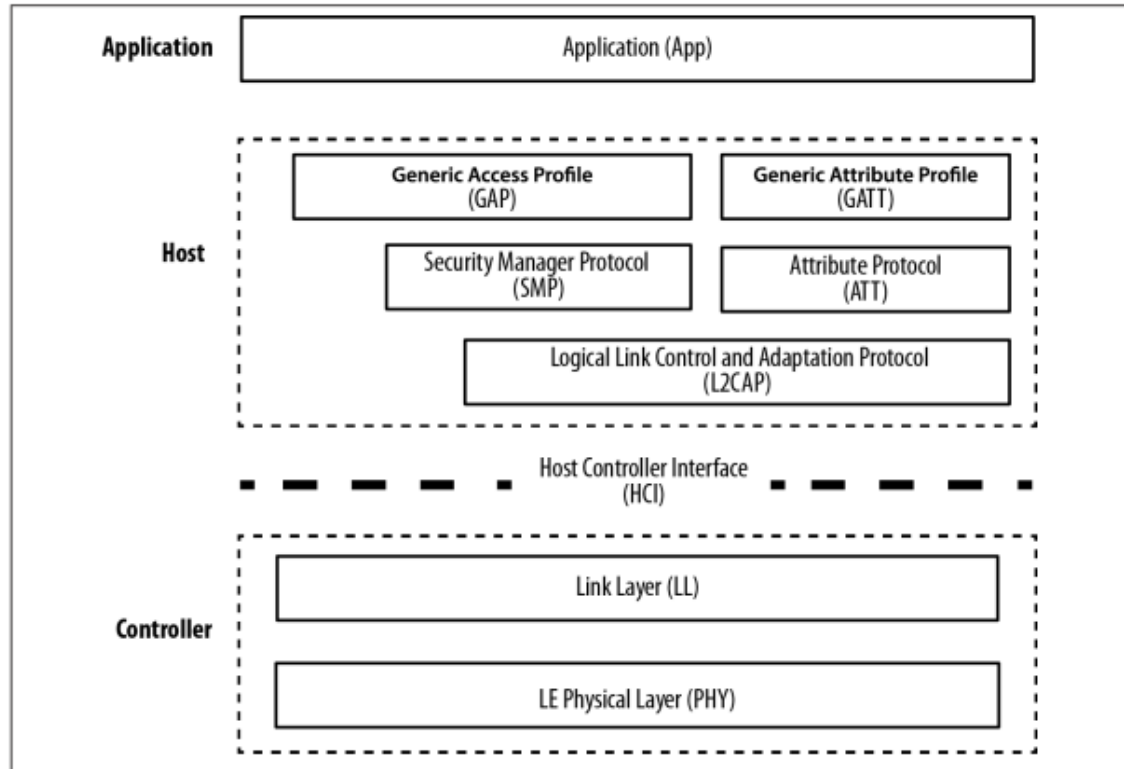 Application
Application (App)
Generic Access Profile
(GAP)
Generic Attribute Profile
(GATT)
Host
Security Manager Protocol
(SMP)
Attribute Protocol
(ATT)
Logical Link Control and Adaptation Protocol
(L2CAP)
Host Controller Interface
(HCI)
Link Layer (LL)
Controller
LE Physical Layer (PHY)